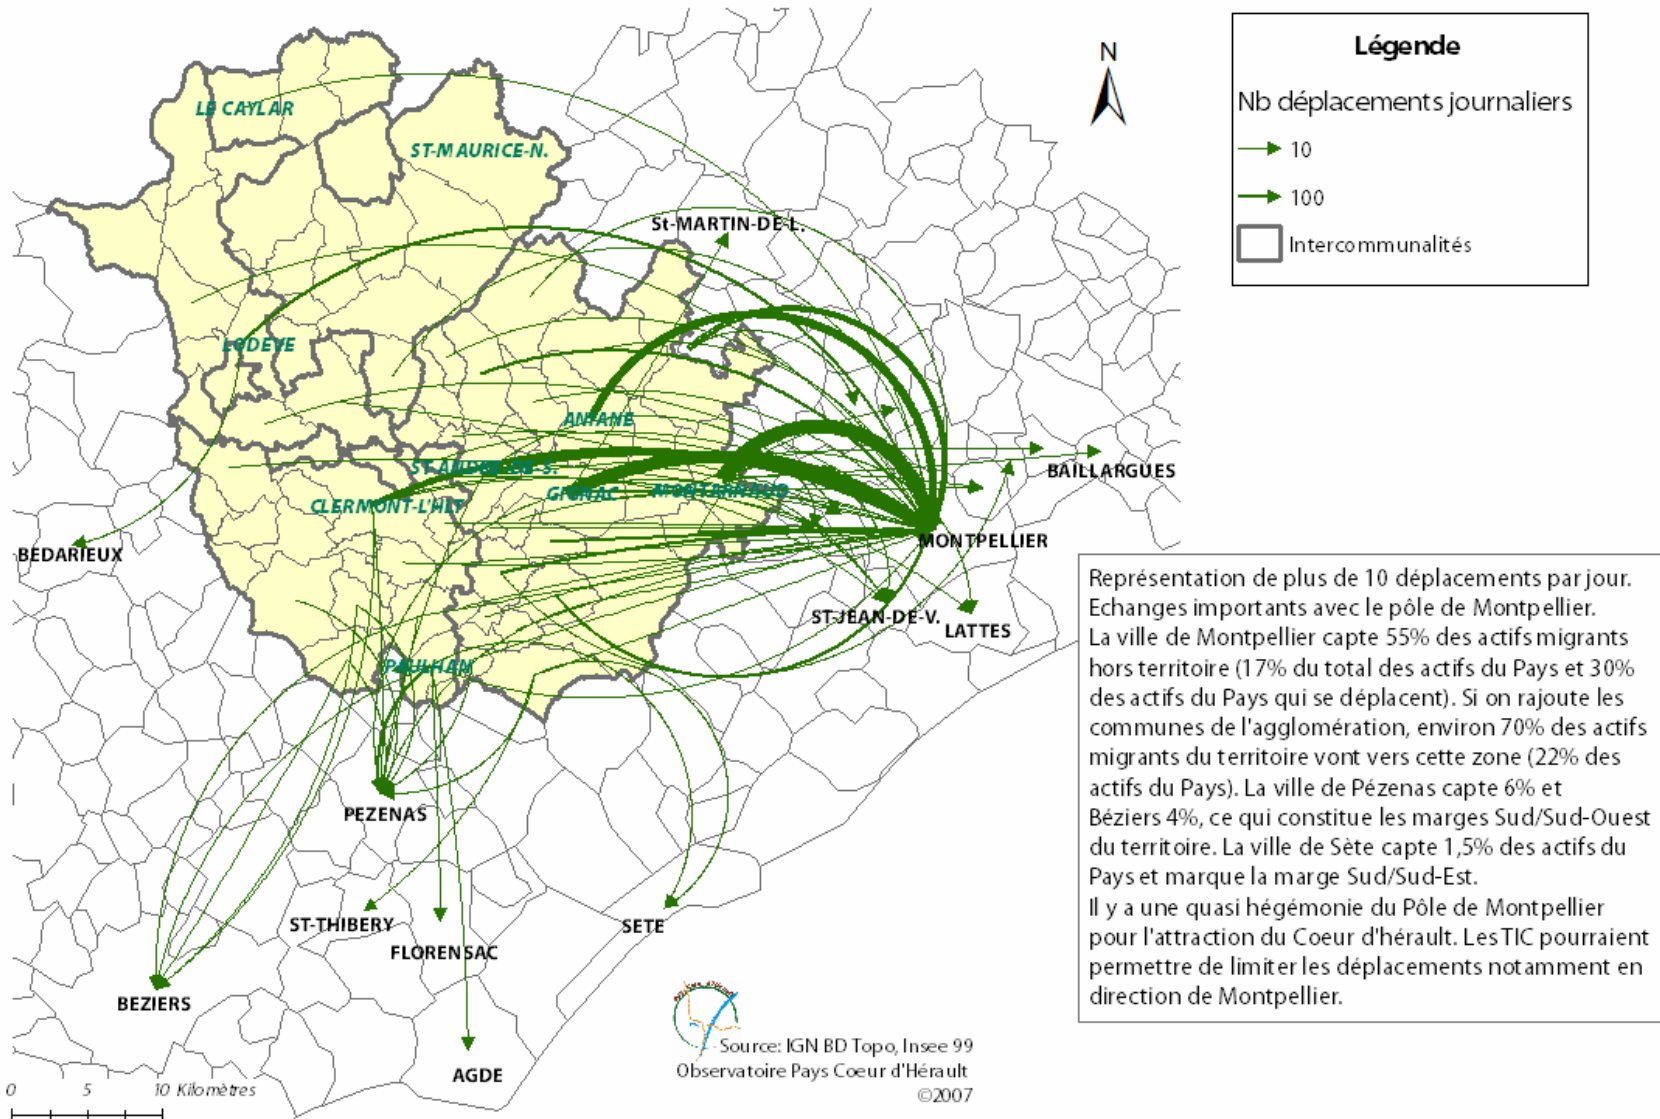 Légende
Nb déplacements journaliers
10
100
Intercommunalités
N
LE CAYLAR
ST-MAURICE-N.
St-MARTIN-DE-L.
LODEVE
ANIANE
ST-ANDRE-DE-S.
GIGNAC
MONTARNAUD
CLERMONT-L'HLT
BAILLARGUES
BEDARIEUX
MONTPELLIER
ST-JEAN-DE-V.
LATTES
PAULHAN
PEZENAS
ST-THIBERY
FLORENSAC
SETE
BEZIERS
AGDE
Représentation de plus de 10 déplacements par jour.
Echanges importants avec le pôle de Montpellier.
La ville de Montpellier capte 55% des actifs migrants
hors territoire (17% du total des actifs du Pays et 30%
des actifs du Pays qui se déplacent). Si on rajoute les
communes de l'agglomération, environ 70% des actifs
migrants du territoire vont vers cette zone (22% des
actifs du Pays). La ville de Pézenas capte 6% et
Béziers 4%, ce qui constitue les marges Sud/Sud-Ouest
du territoire. La ville de Sète capte 1,5% des actifs du
Pays et marque la marge Sud/Sud-Est.
Il y a une quasi hégémonie du Pôle de Montpellier
pour l'attraction du Coeur d'hérault. Les TIC pourraient
permettre de limiter les déplacements notamment en
direction de Montpellier.
Source: IGN BD Topo, Insee 99
Observatoire Pays Coeur d'Hérault
©2007
0 5 10 Kilomètres